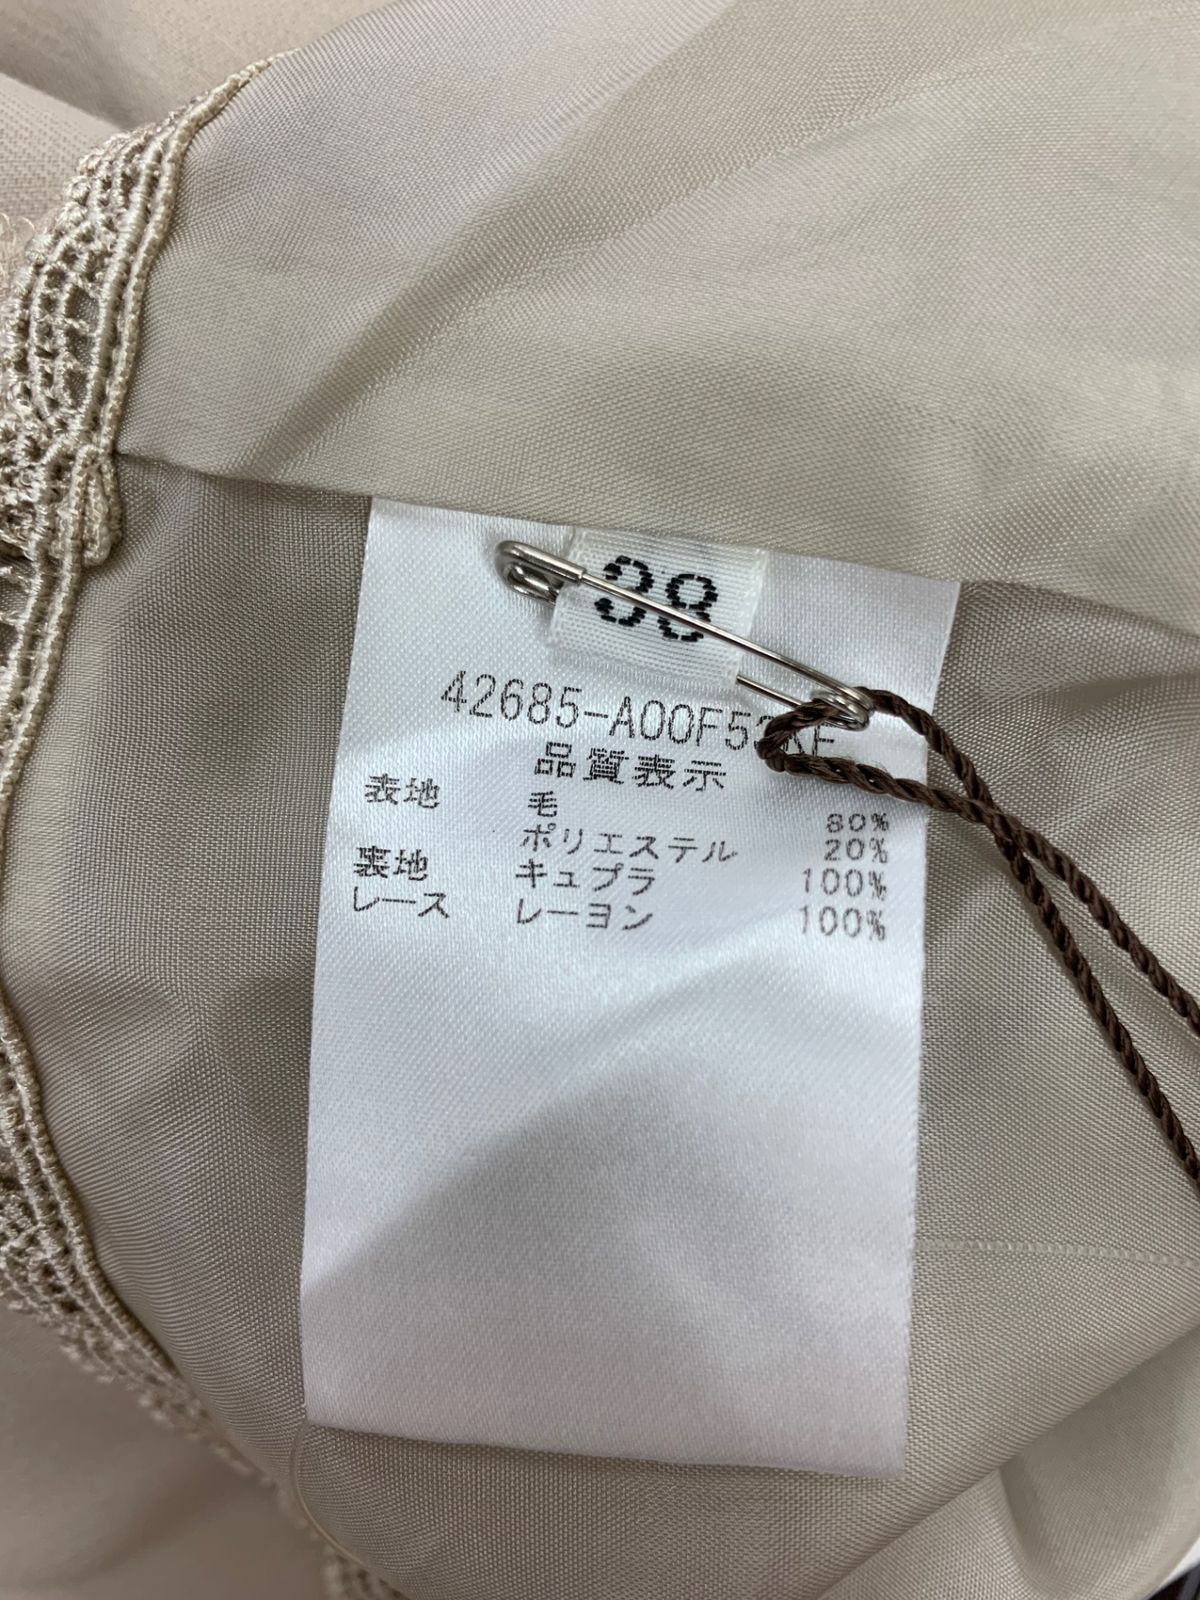 38
42685-A00F5
品質表示
表地 毛 80%
ポリエステル 20%
裏地 キュプラ 100%
レース レーヨン 100%